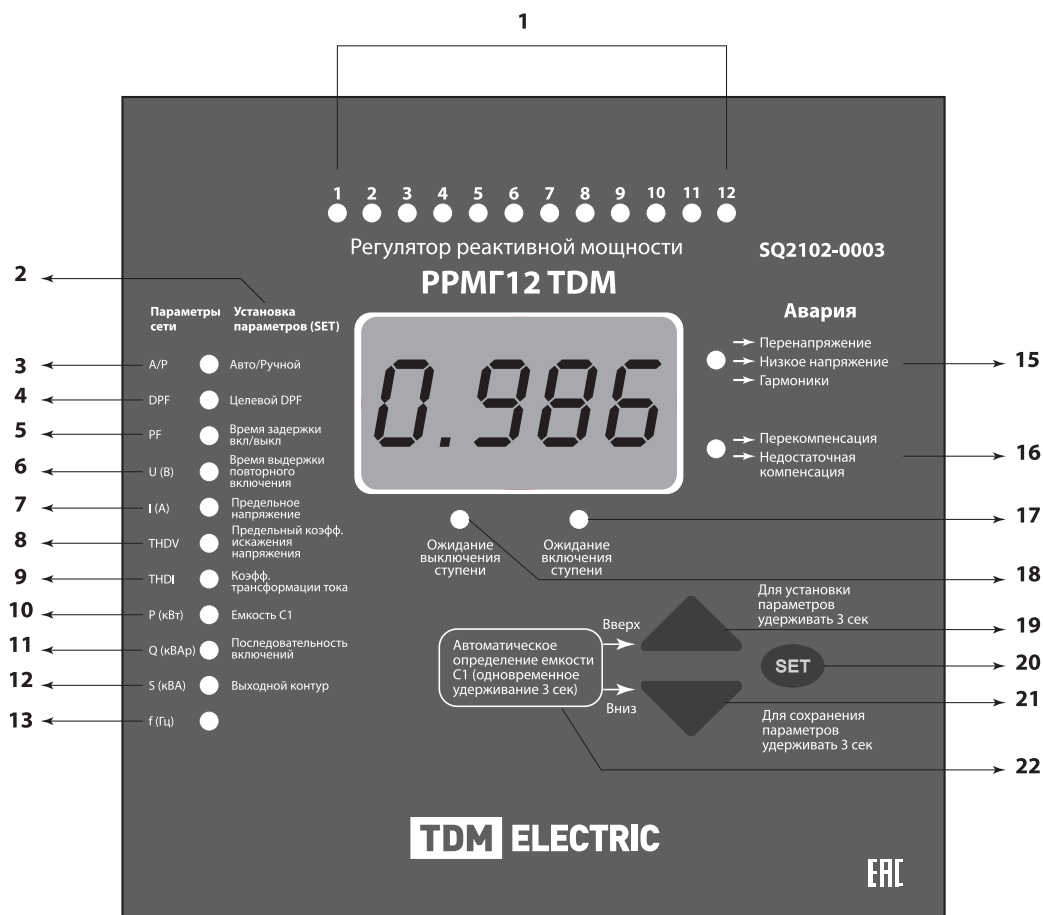 1
1 2 3 4 5 6 7 8 9 10 11 12
Регулятор реактивной мощности
SQ2102-0003
РРМГ12 TDM
2
Параметры
сети
Установка
параметров (SET)
3
A/P
Авто/Ручной
4
DPF
Целевой DPF
5
PF
Время задержки
вкл/выкл
6
U (В)
Время выдержки
повторного
включения
7
I (A)
Предельное
напряжение
8
THDV
Предельный коэфф.
искажения
напряжения
9
THDI
Коэфф.
трансформации тока
10
P (кВт)
Емкость С1
11
Q (кВАр)
Последовательность
включений
12
S (кВА)
Выходной контур
13
f (Гц)
0.986
Авария
Перенапряжение
Низкое напряжение
Гармоники
15
Перекомпенсация
Недостаточная
компенсация
16
17
Ожидание
выключения
ступени
Ожидание
включения
ступени
18
Для установки
параметров
удерживать 3 сек
Вверх
19
Автоматическое
определение емкости
С1 (одновременное
удерживание 3 сек)
SET
20
Вниз
21
Для сохранения
параметров
удерживать 3 сек
22
TDM ELECTRIC
EAC